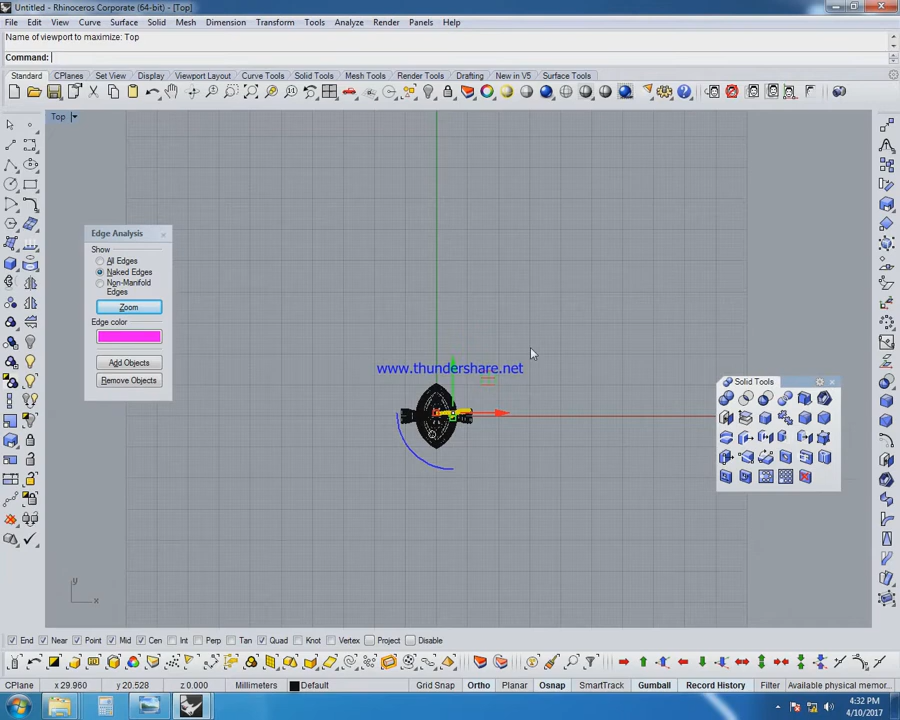 Untitled - Rhinoceros Corporate (64-bit) - [Top]
File Edit View Curve Surface Solid Mesh Dimension Transform Tools Analyze Render Panels Help
Name of viewport to maximize: Top
Command:
Standard CPlanes Set View Display Viewport Layout Curve Tools Solid Tools Mesh Tools Render Tools Drafting New in V5 Surface Tools
Top
Edge Analysis
Show
All Edges
Naked Edges
Non-Manifold
Edges
Zoom
Edge color
Add Objects
Remove Objects
www.thundershare.net
Solid Tools
y
x
End Near Point Mid Cen Int Perp Tan Quad Knot Vertex Project Disable
CPlane x 29.960 y 20.528 z 0.000 Millimeters Default Grid Snap Ortho Planar Osnap SmartTrack Gumball Record History Filter Available physical memor...
4:32 PM
4/10/2017